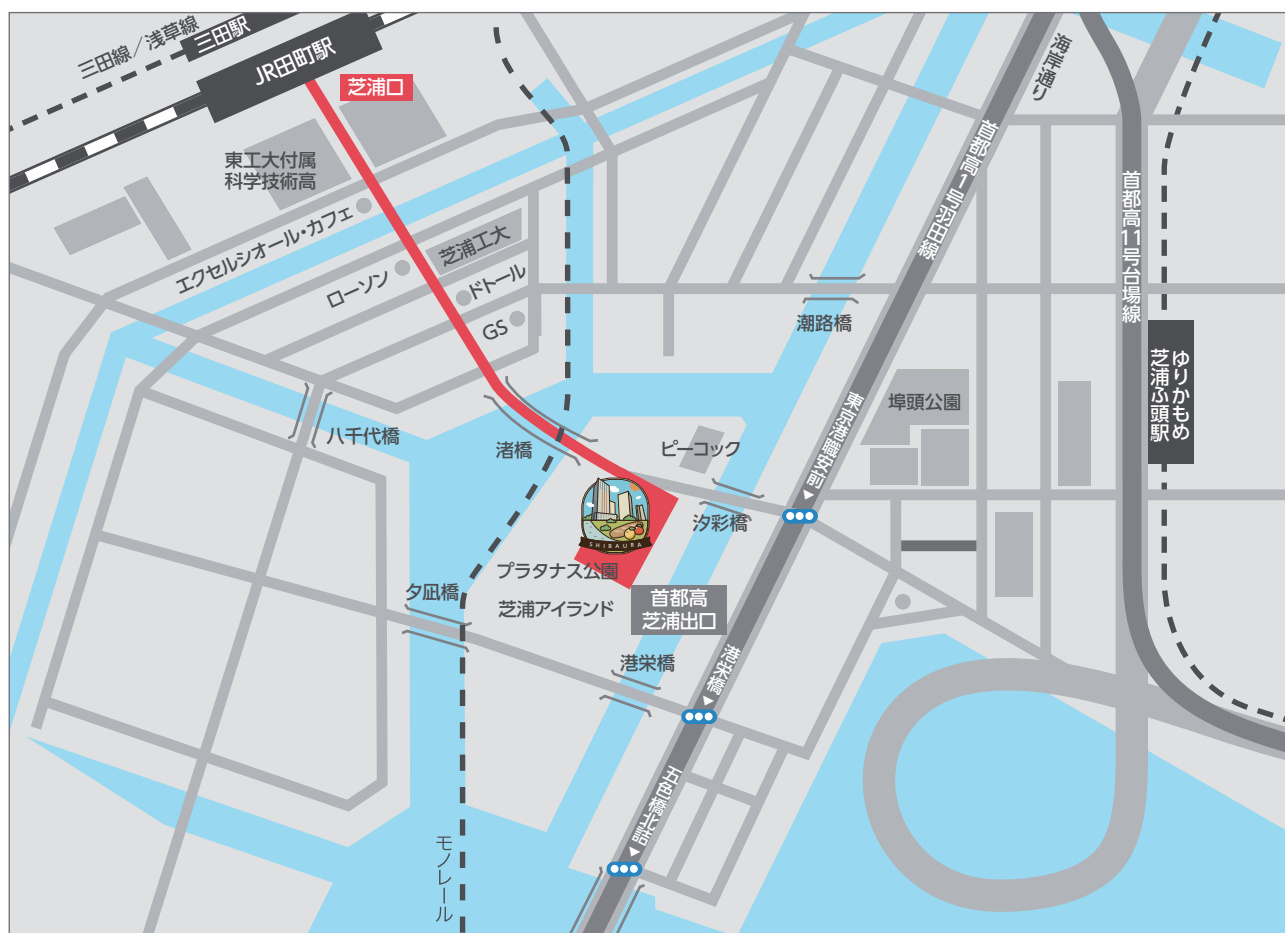 三田線／浅草線
三田駅
JR田町駅
芝浦口
海岸通り
東工大付属
科学技術高
首都高1号羽田線
首都高11号台場線
エクセルシオール・カフェ
芝浦工大
ローソン
ドトール
GS
潮路橋
ゆりかもめ
芝浦ふ頭駅
埠頭公園
東京港職安前▼
八千代橋
渚橋
ピーコック
汐彩橋
SHIBAURA
プラタナス公園
夕凪橋
芝浦アイランド
首都高
芝浦出口
港栄橋
港栄橋▼
五色橋北詰▼
モノレール